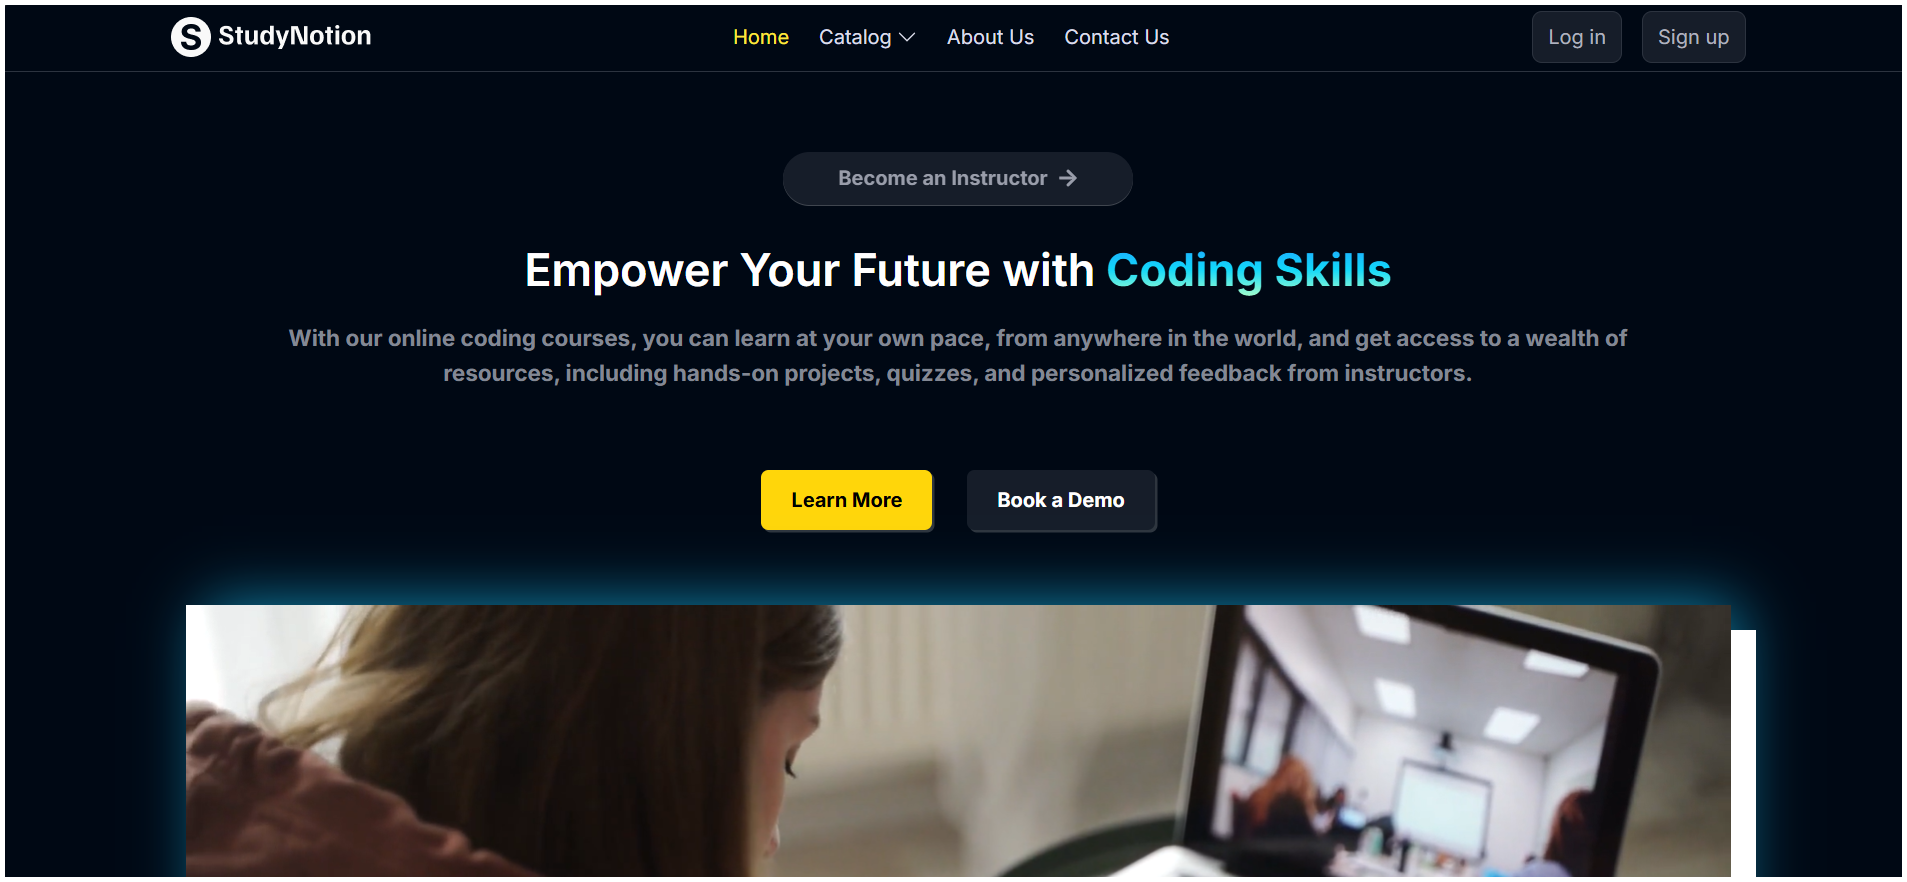 StudyNotion
Home
Catalog
About Us
Contact Us
Log in
Sign up
Become an Instructor
Empower Your Future with Coding Skills
With our online coding courses, you can learn at your own pace, from anywhere in the world, and get access to a wealth of
resources, including hands-on projects, quizzes, and personalized feedback from instructors.
Learn More
Book a Demo